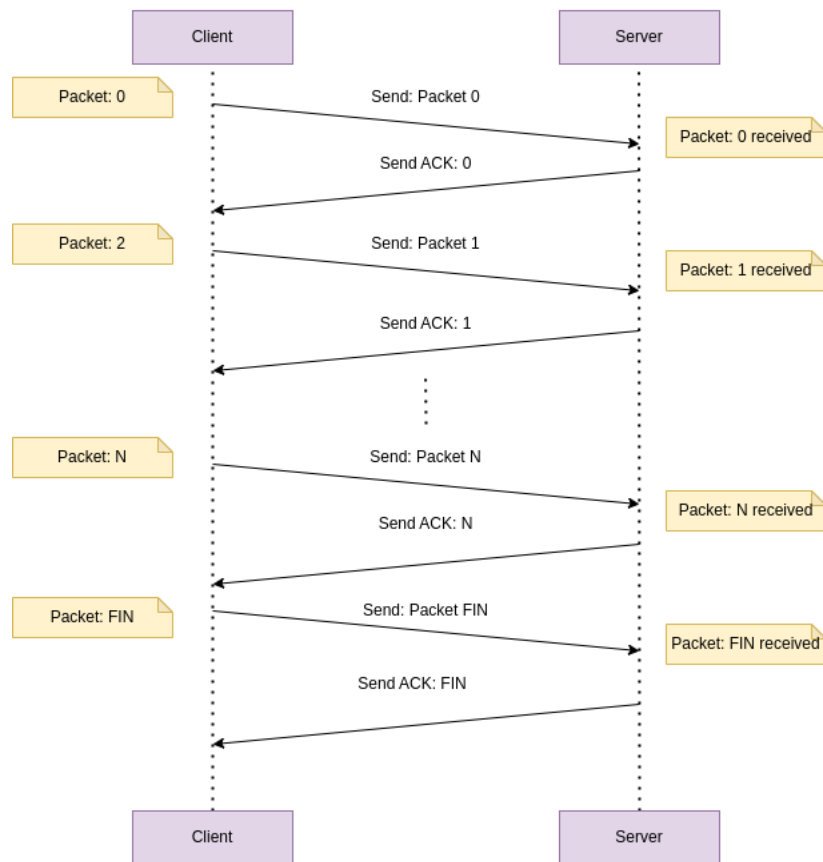 Client
Server
Packet: 0
Send: Packet 0
Packet: 0 received
Send ACK: 0
Packet: 2
Send: Packet 1
Packet: 1 received
Send ACK: 1
Packet: N
Send: Packet N
Packet: N received
Send ACK: N
Packet: FIN
Send: Packet FIN
Packet: FIN received
Send ACK: FIN
Client
Server